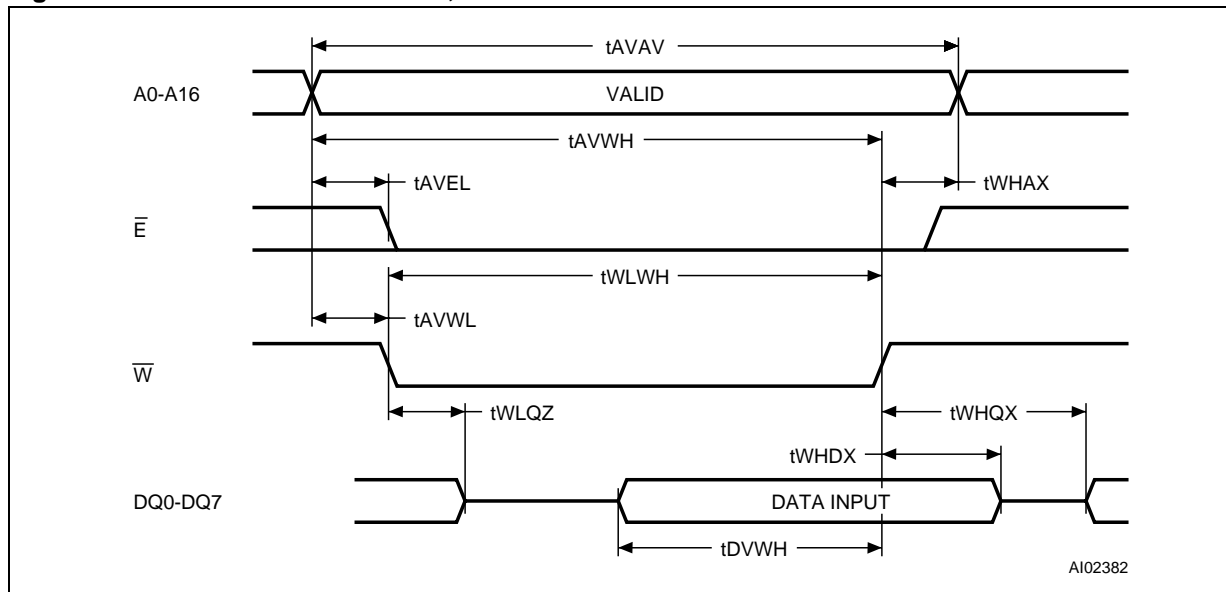 tAVAV
A0-A16
VALID
tAVWH
tAVEL
tWHAX
E̅
tWLWH
tAVWL
W̅
tWLQZ
tWHQX
tWHDX
DQ0-DQ7
DATA INPUT
tDVWH
AI02382